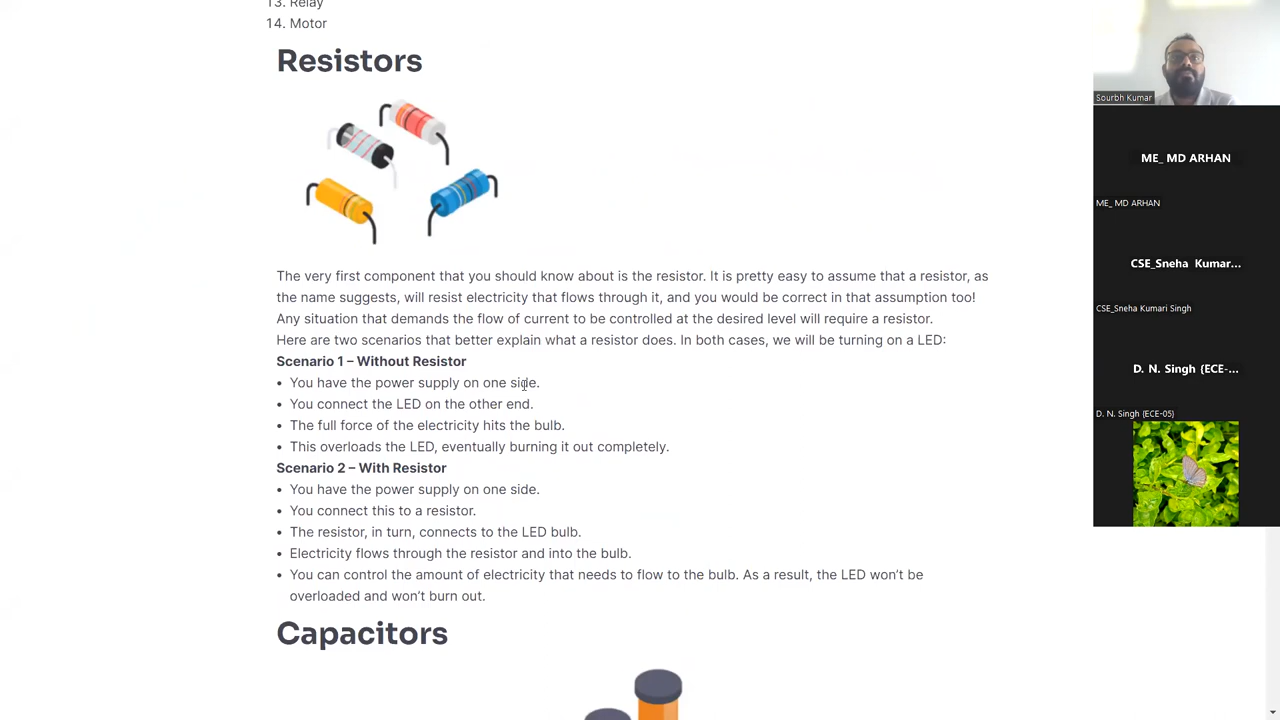 13. Relay
14. Motor
Resistors
The very first component that you should know about is the resistor. It is pretty easy to assume that a resistor, as
the name suggests, will resist electricity that flows through it, and you would be correct in that assumption too!
Any situation that demands the flow of current to be controlled at the desired level will require a resistor.
Here are two scenarios that better explain what a resistor does. In both cases, we will be turning on a LED:
Scenario 1 – Without Resistor
• You have the power supply on one side.
• You connect the LED on the other end.
• The full force of the electricity hits the bulb.
• This overloads the LED, eventually burning it out completely.
Scenario 2 – With Resistor
• You have the power supply on one side.
• You connect this to a resistor.
• The resistor, in turn, connects to the LED bulb.
• Electricity flows through the resistor and into the bulb.
• You can control the amount of electricity that needs to flow to the bulb. As a result, the LED won’t be
overloaded and won’t burn out.
Capacitors
Sourbh Kumar
ME_ MD ARHAN
ME_ MD ARHAN
CSE_Sneha Kumar...
CSE_Sneha Kumari Singh
D. N. Singh (ECE-...
D. N. Singh (ECE-05)